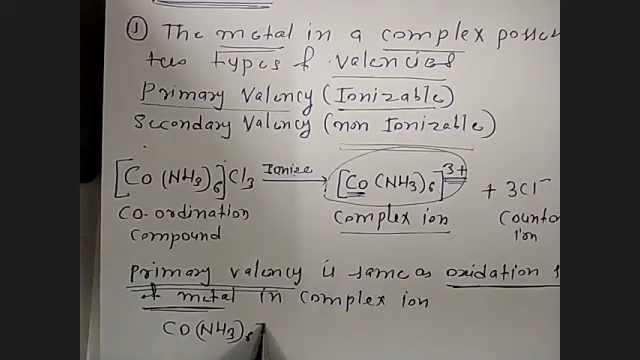 ① The metal in a complex posses
two types of valencies
Primary Valency (Ionizable)
Secondary Valency (non Ionizable)
[Co(NH3)6]Cl3 Ionize → [Co(NH3)6]3+ + 3Cl-
Co-ordination compound
complex ion
Counter ion
Primary valency is same as oxidation s
of metal in complex ion
CO(NH3)6